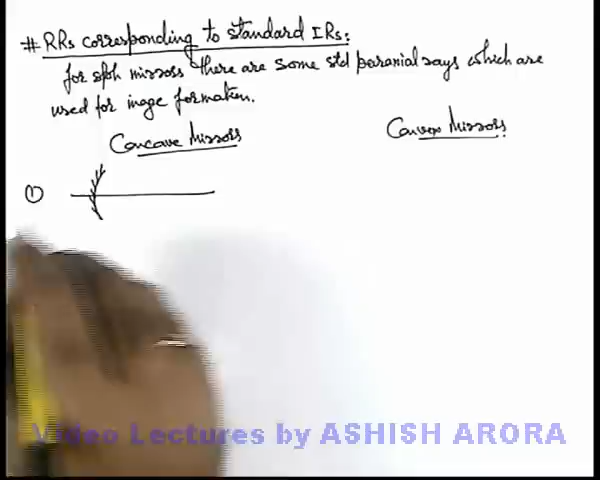 # RRs corresponding to standard IRs:
for sph mirrors there are some std paraxial rays which are
used for image formation.
Concave Mirrors
Convex Mirrors
1
Video Lectures by ASHISH ARORA